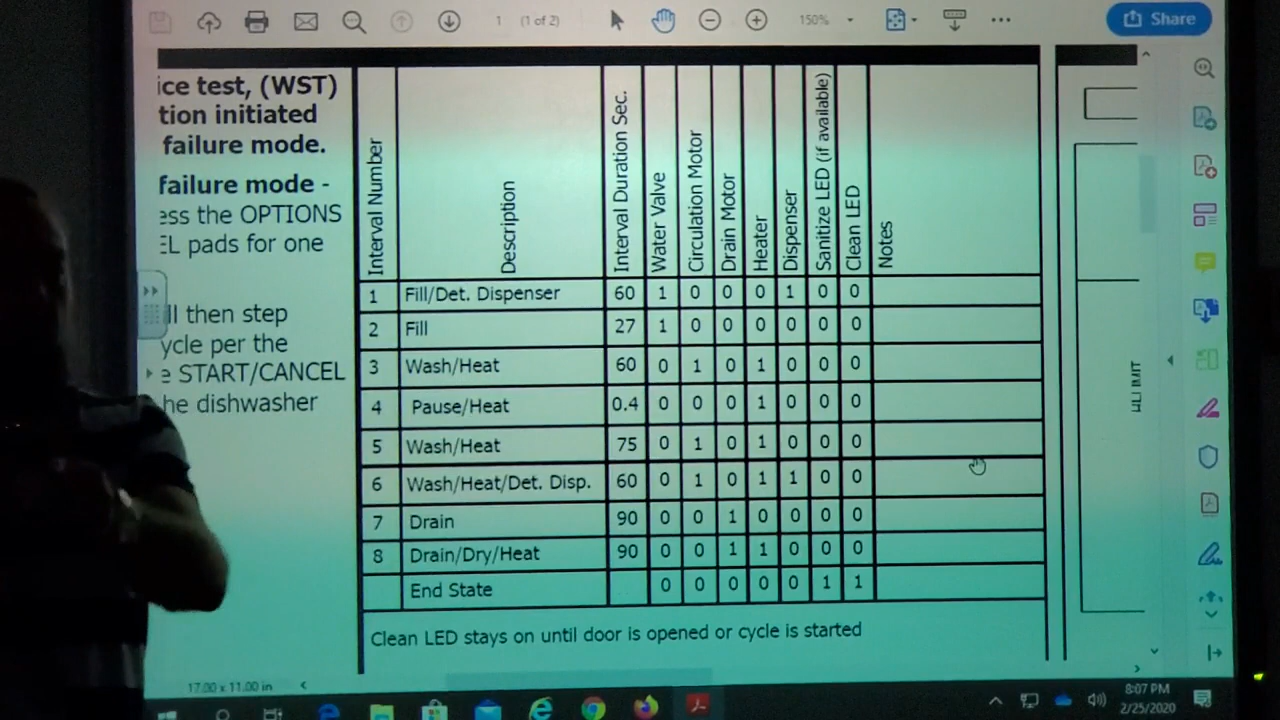 1 (1 of 2) 150% Share
ice test, (WST)
tion initiated
failure mode.
failure mode -
ess the OPTIONS
EL pads for one
ll then step
ycle per the
e START/CANCEL
he dishwasher
Interval Number Description Interval Duration Sec. Water Valve Circulation Motor Drain Motor Heater Dispenser Sanitize LED (if available) Clean LED Notes
1 Fill/Det. Dispenser 60 1 0 0 0 1 0 0
2 Fill 27 1 0 0 0 0 0 0
3 Wash/Heat 60 0 1 0 1 0 0 0
4 Pause/Heat 0.4 0 0 0 1 0 0 0
5 Wash/Heat 75 0 1 0 1 0 0 0
6 Wash/Heat/Det. Disp. 60 0 1 0 1 1 0 0
7 Drain 90 0 0 1 0 0 0 0
8 Drain/Dry/Heat 90 0 0 1 1 0 0 0
End State 0 0 0 0 0 1 1
Clean LED stays on until door is opened or cycle is started
17.00 x 11.00 in
8:07 PM
2/25/2020